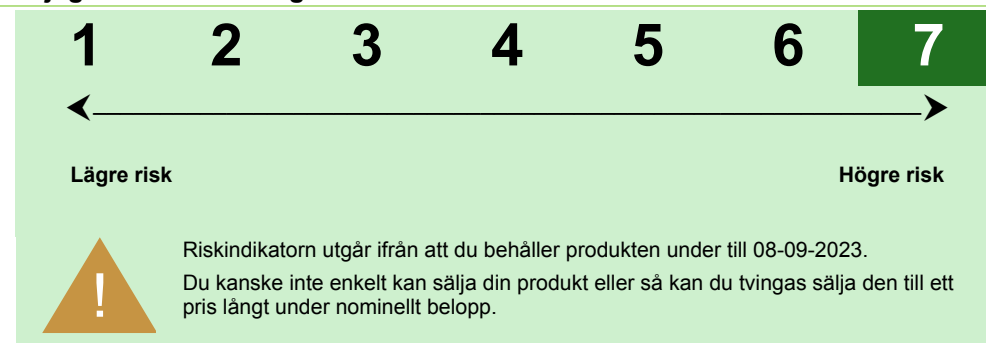 1 2 3 4 5 6 7
Lägre risk Högre risk
! Riskindikatorn utgår ifrån att du behåller produkten under till 08-09-2023.
Du kanske inte enkelt kan sälja din produkt eller så kan du tvingas sälja den till ett
pris långt under nominellt belopp.